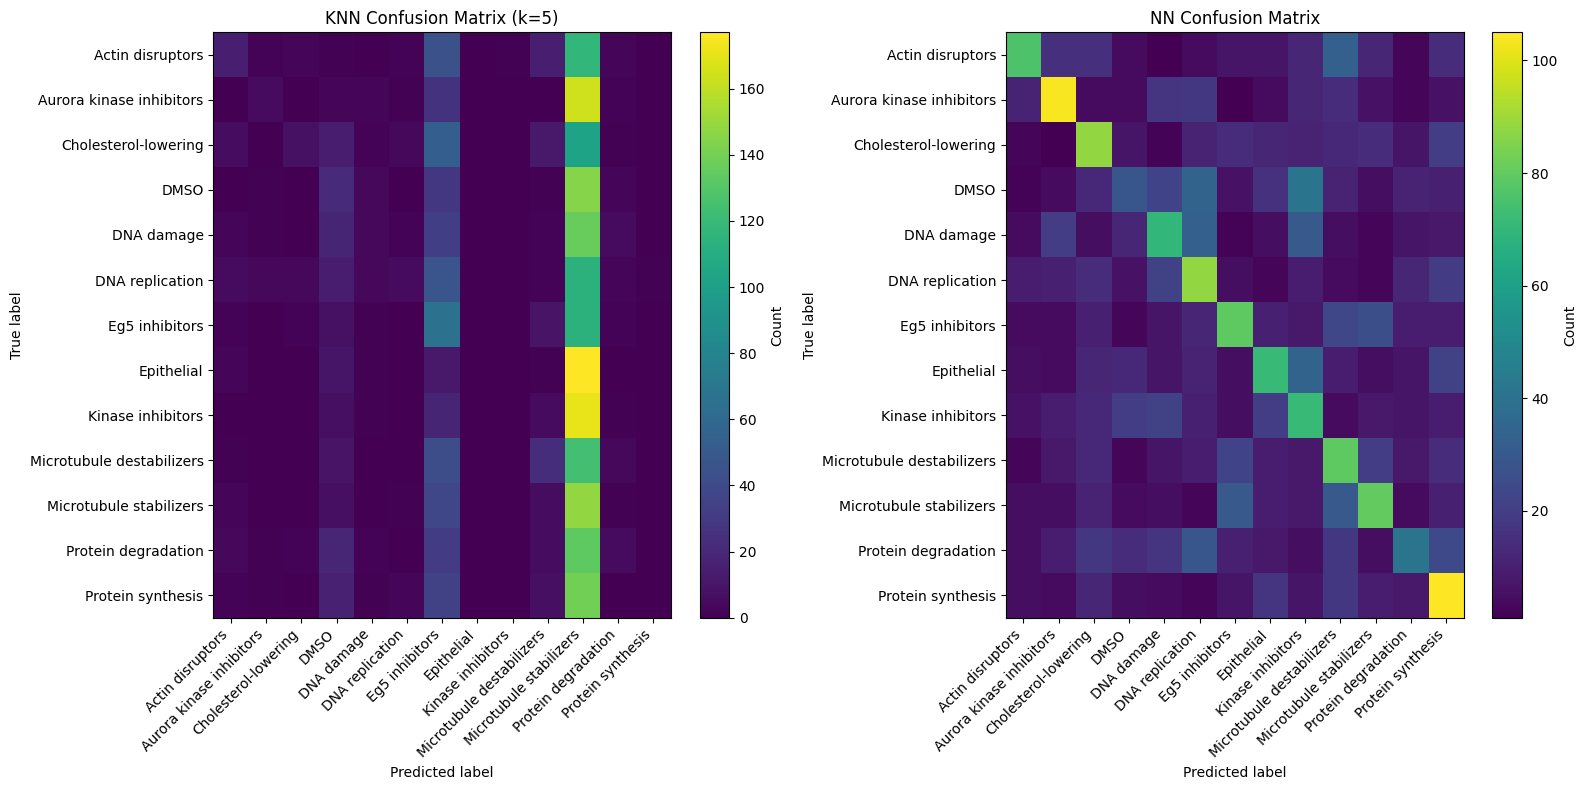 KNN Confusion Matrix (k=5)
Actin disruptors
Aurora kinase inhibitors
Cholesterol-lowering
DMSO
DNA damage
DNA replication
Eg5 inhibitors
Epithelial
Kinase inhibitors
Microtubule destabilizers
Microtubule stabilizers
Protein degradation
Protein synthesis
True label
Actin disruptors
Aurora kinase inhibitors
Cholesterol-lowering
DMSO
DNA damage
DNA replication
Eg5 inhibitors
Epithelial
Kinase inhibitors
Microtubule destabilizers
Microtubule stabilizers
Protein degradation
Protein synthesis
Predicted label
160
140
120
100
80
60
40
20
0
Count
NN Confusion Matrix
Actin disruptors
Aurora kinase inhibitors
Cholesterol-lowering
DMSO
DNA damage
DNA replication
Eg5 inhibitors
Epithelial
Kinase inhibitors
Microtubule destabilizers
Microtubule stabilizers
Protein degradation
Protein synthesis
True label
Actin disruptors
Aurora kinase inhibitors
Cholesterol-lowering
DMSO
DNA damage
DNA replication
Eg5 inhibitors
Epithelial
Kinase inhibitors
Microtubule destabilizers
Microtubule stabilizers
Protein degradation
Protein synthesis
Predicted label
100
80
60
40
20
Count